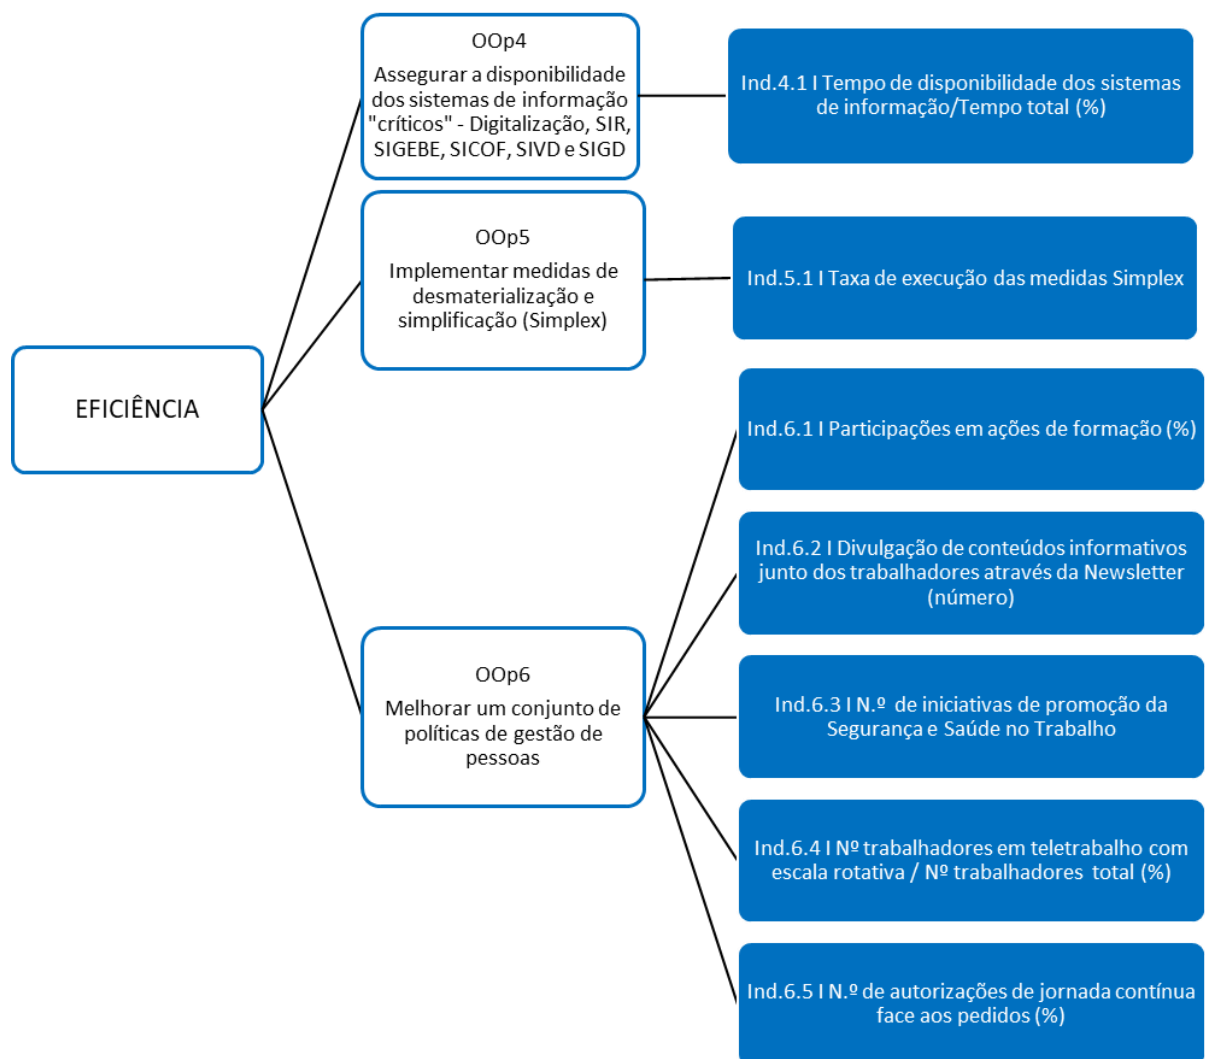 EFICIÊNCIA
OOp4
Assegurar a disponibilidade
dos sistemas de informação
"críticos" - Digitalização, SIR,
SIGEBE, SICOF, SIVD e SIGD
Ind.4.1 I Tempo de disponibilidade dos sistemas
de informação/Tempo total (%)
OOp5
Implementar medidas de
desmaterialização e
simplificação (Simplex)
Ind.5.1 I Taxa de execução das medidas Simplex
OOp6
Melhorar um conjunto de
políticas de gestão de
pessoas
Ind.6.1 I Participações em ações de formação (%)
Ind.6.2 I Divulgação de conteúdos informativos
junto dos trabalhadores através da Newsletter
(número)
Ind.6.3 I N.º de iniciativas de promoção da
Segurança e Saúde no Trabalho
Ind.6.4 I Nº trabalhadores em teletrabalho com
escala rotativa / Nº trabalhadores total (%)
Ind.6.5 I N.º de autorizações de jornada contínua
face aos pedidos (%)